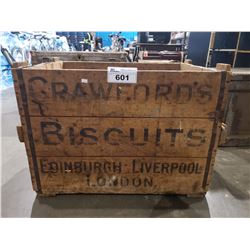 601
CRAWFORD'S
BISCUITS
EDINBURGH. LIVERPOOL
LONDON